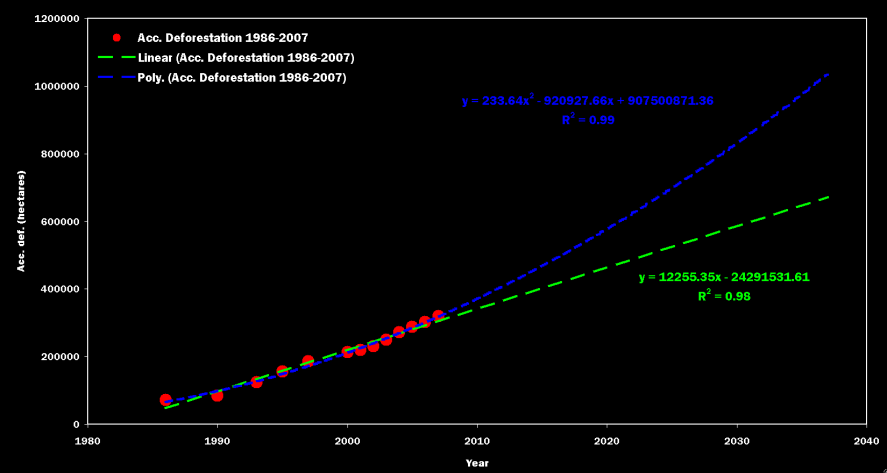 1200000
1000000
800000
600000
400000
200000
0
Acc. def. (hectares)
Acc. Deforestation 1986-2007
Linear (Acc. Deforestation 1986-2007)
Poly. (Acc. Deforestation 1986-2007)
y = 233.64x² - 920927.66x + 907500871.36
R² = 0.99
y = 12255.35x - 24291531.61
R² = 0.98
1980 1990 2000 2010 2020 2030 2040
Year